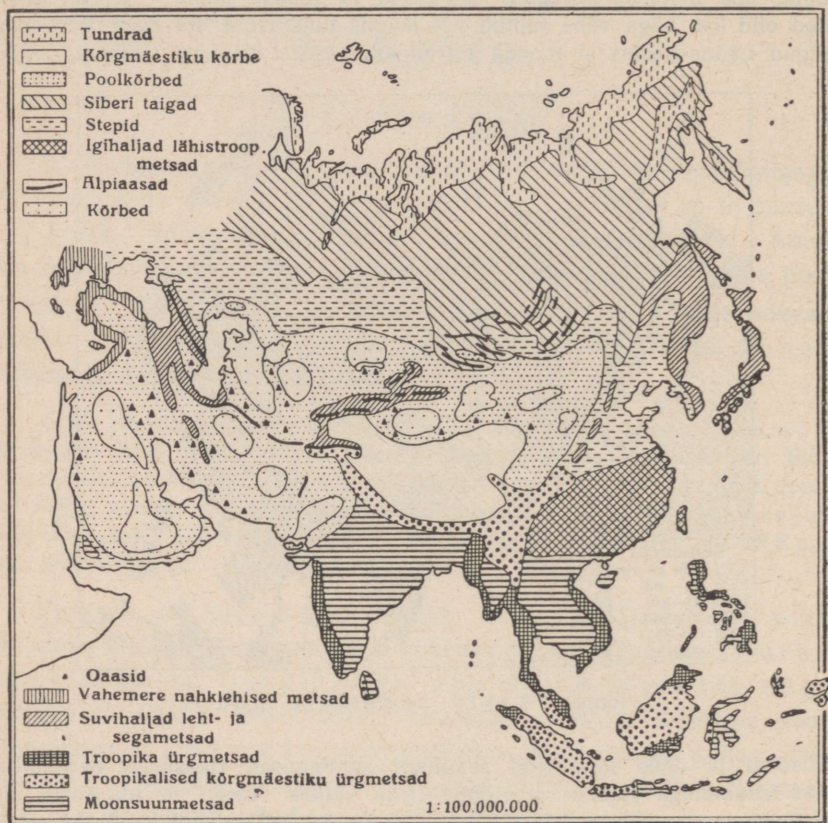 Tundrad
Kõrgmäestiku kõrbe
Poolkõrbed
Siberi taigad
Stepid
Igihaljad lähistroop.
metsad
Alpiaasad
Kõrbed
Oaasid
Vahemere nahklehised metsad
Suvihaljad leht- ja
segametsad
Troopika ürgmetsad
Troopikalised kõrgmäestiku ürgmetsad
Moonsuunmetsad
1:100.000.000